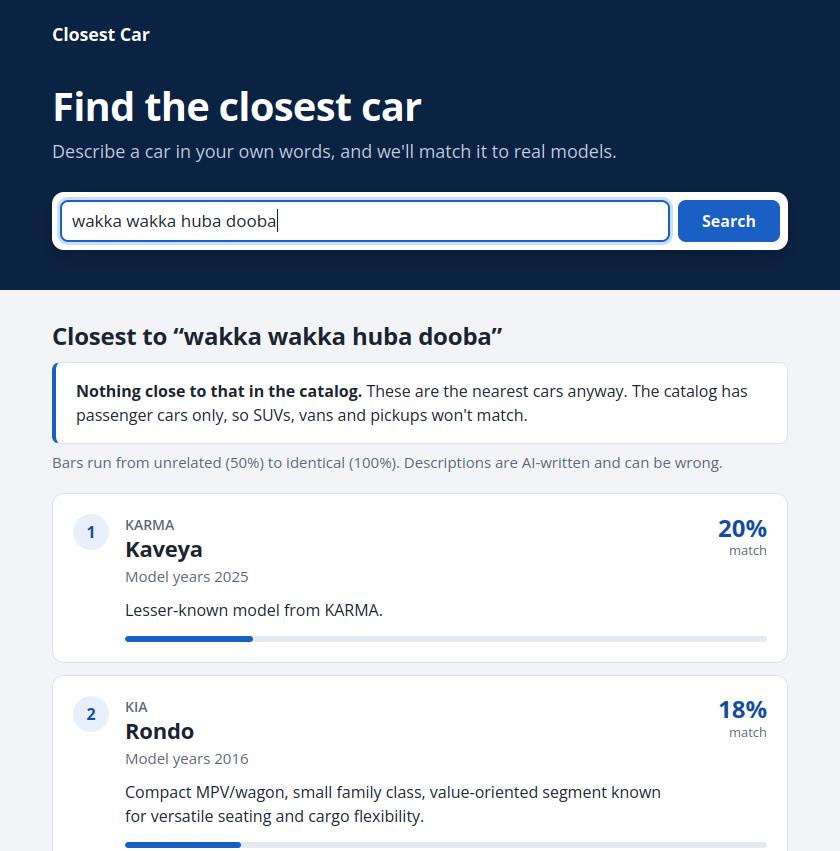 Closest Car
Find the closest car
Describe a car in your own words, and we'll match it to real models.
wakka wakka huba dooba
Search
Closest to “wakka wakka huba dooba”
Nothing close to that in the catalog. These are the nearest cars anyway. The catalog has
passenger cars only, so SUVs, vans and pickups won't match.
Bars run from unrelated (50%) to identical (100%). Descriptions are AI-written and can be wrong.
1
KARMA
Kaveya
Model years 2025
Lesser-known model from KARMA.
20%
match
2
KIA
Rondo
Model years 2016
Compact MPV/wagon, small family class, value-oriented segment known
for versatile seating and cargo flexibility.
18%
match